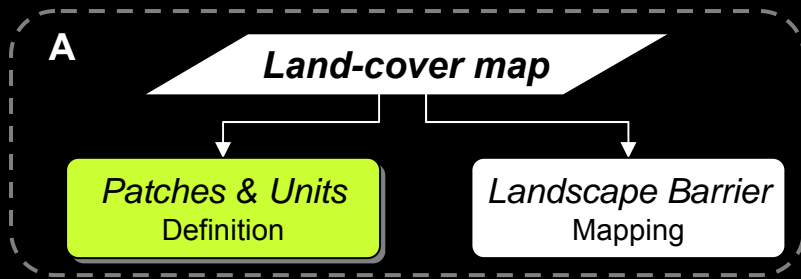 A
Land-cover map
Patches & Units
Definition
Landscape Barrier
Mapping